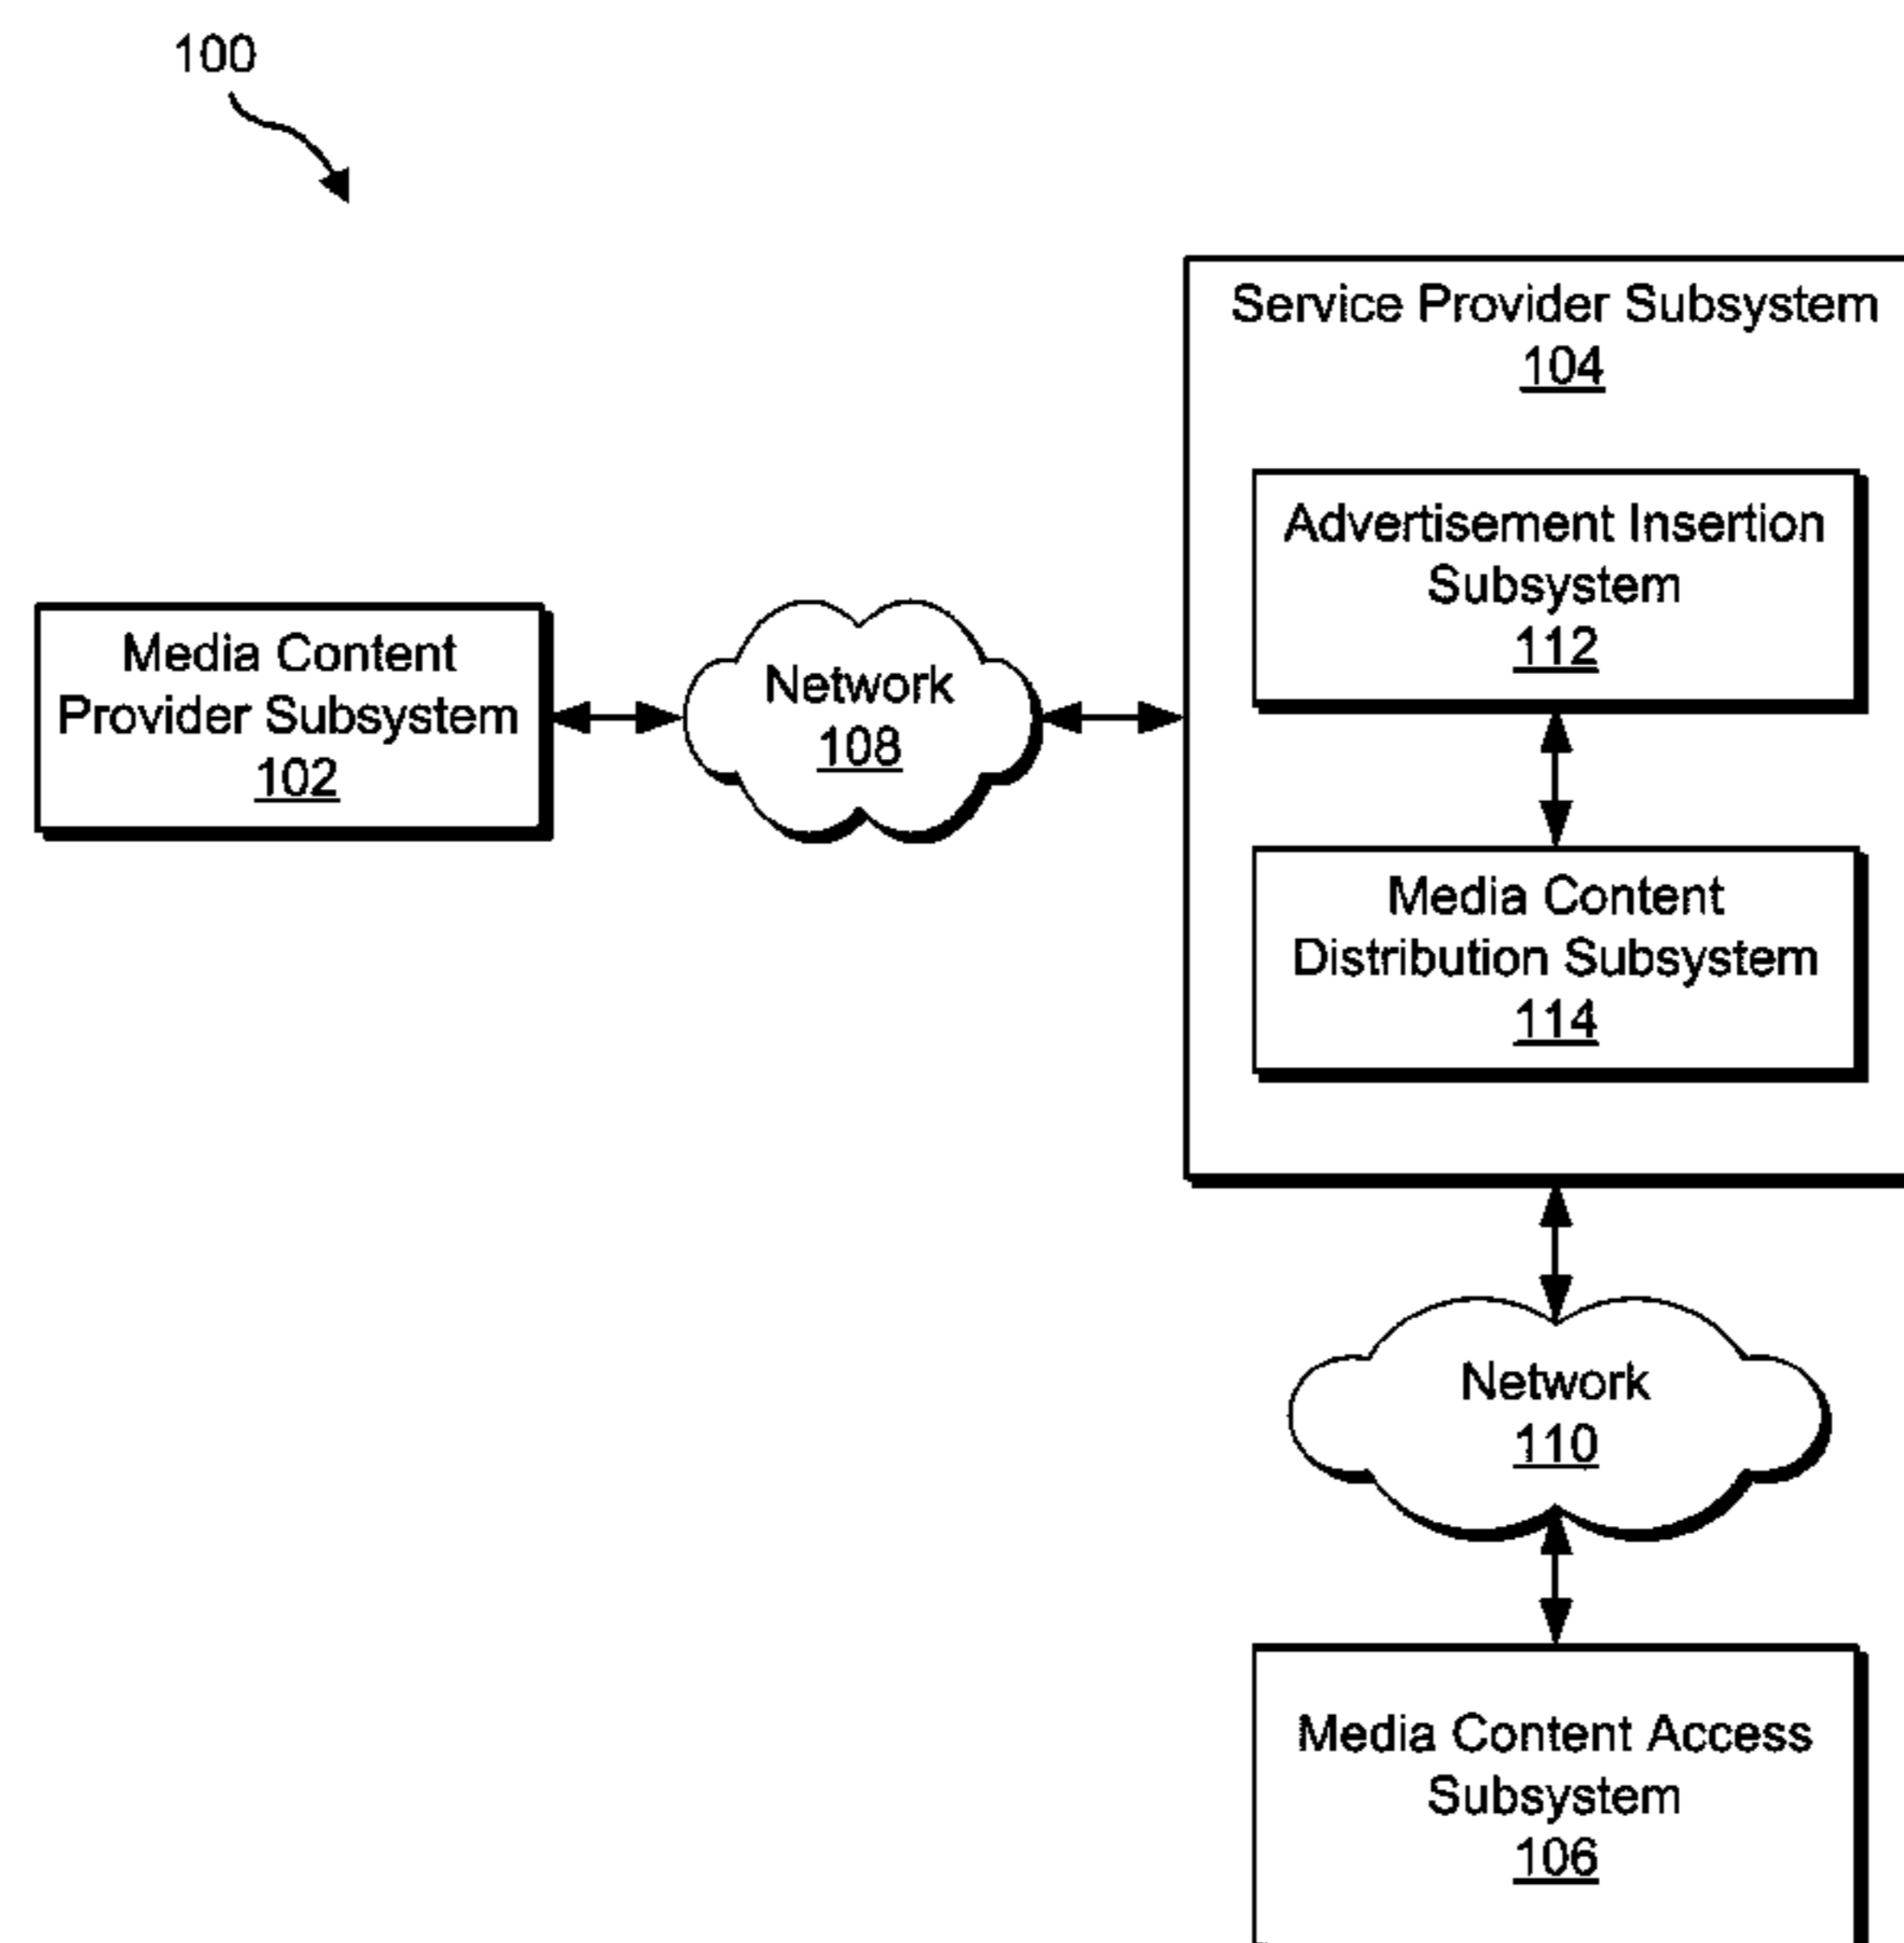 100
Service Provider Subsystem
104
Advertisement Insertion
Subsystem
112
Media Content
Provider Subsystem
102
Network
108
Media Content
Distribution Subsystem
114
Network
110
Media Content Access
Subsystem
106